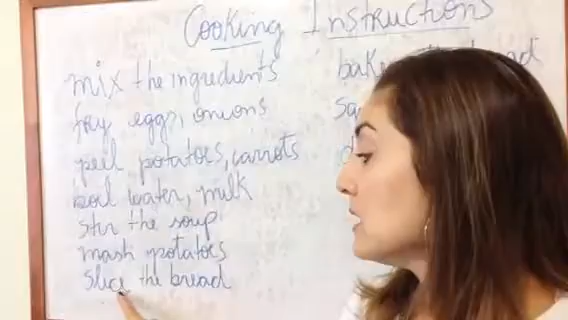 Cooking Instructions
mix the ingredients
fry eggs, onions
peel potatoes, carrots
boil water, milk
stir the soup
mash potatoes
slice the bread
bake